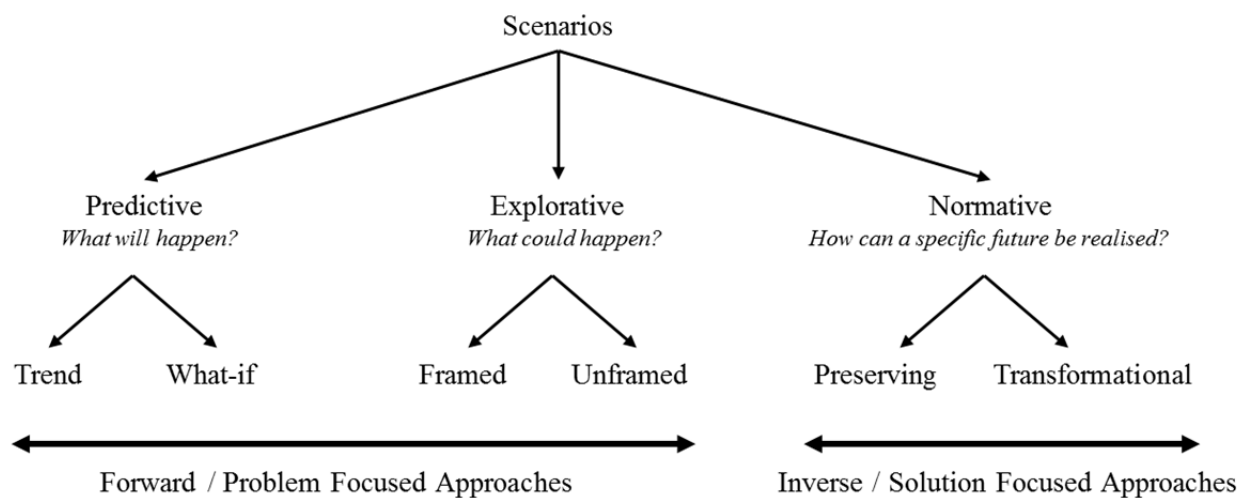 Scenarios
Predictive
What will happen?
Explorative
What could happen?
Normative
How can a specific future be realised?
Trend
What-if
Framed
Unframed
Preserving
Transformational
Forward / Problem Focused Approaches
Inverse / Solution Focused Approaches